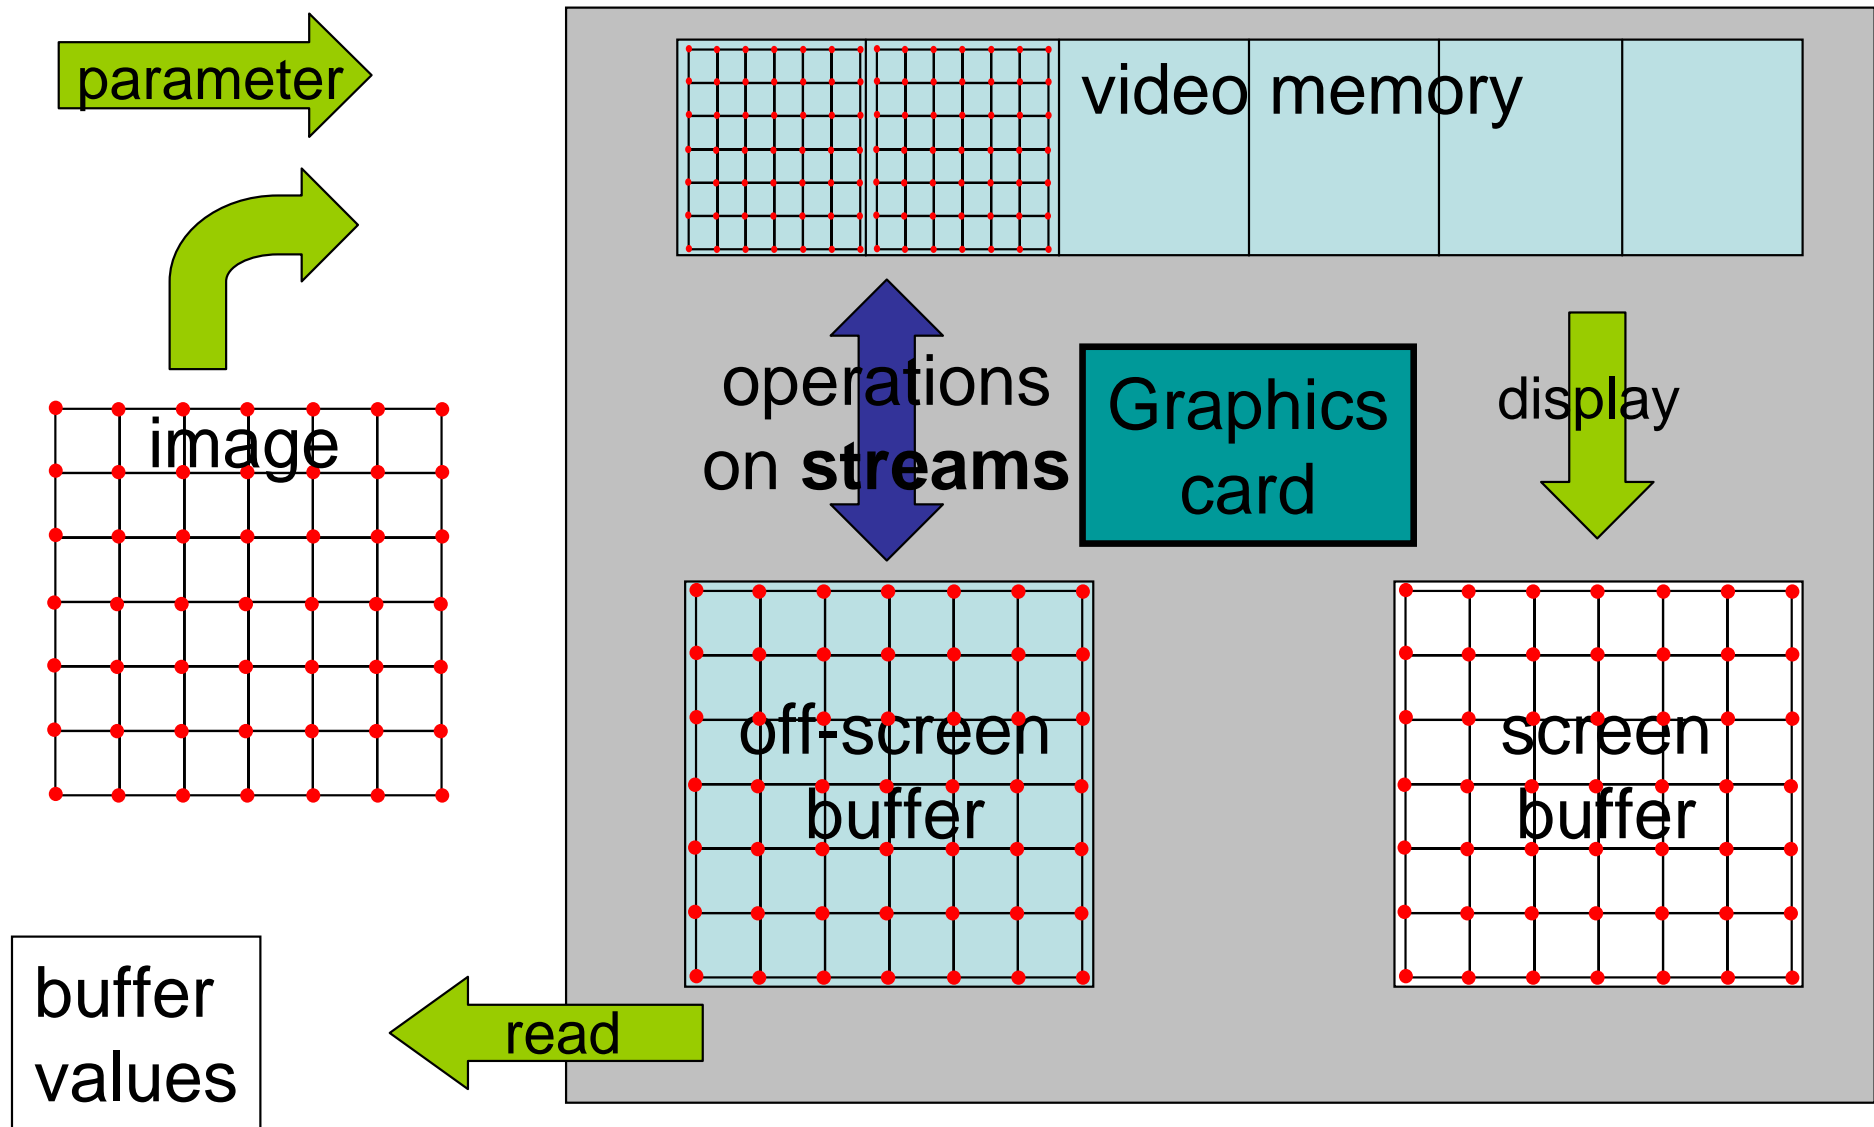 parameter
video memory
image
operations
on streams
Graphics
card
display
off-screen
buffer
screen
buffer
buffer
values
read